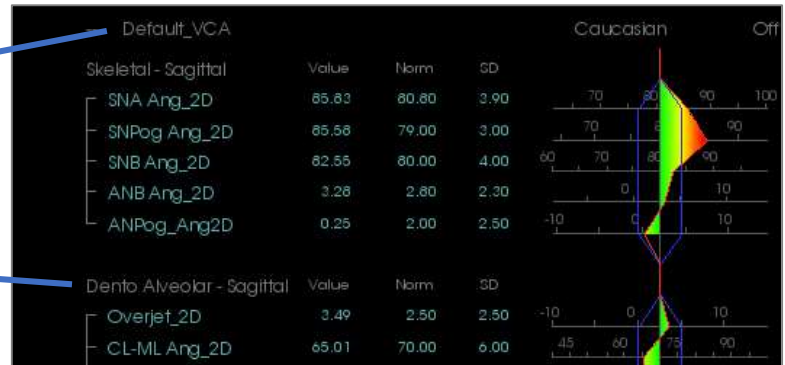 Default_VCA Caucasian Off
Skeletal - Sagittal Value Norm SD
SNA Ang_2D 85.83 80.80 3.90 70 80 90 100
SNPog Ang_2D 85.58 79.00 3.00 70 8 90
SNB Ang_2D 82.55 80.00 4.00 60 70 80 90
ANB Ang_2D 3.28 2.80 2.30 0 10
ANPog_Ang2D 0.25 2.00 2.50 -10 0 10
Dento Alveolar - Sagittal Value Norm SD
Overjet_2D 3.49 2.50 2.50 -10 0 10
CL-ML Ang_2D 65.01 70.00 6.00 45 60 75 90